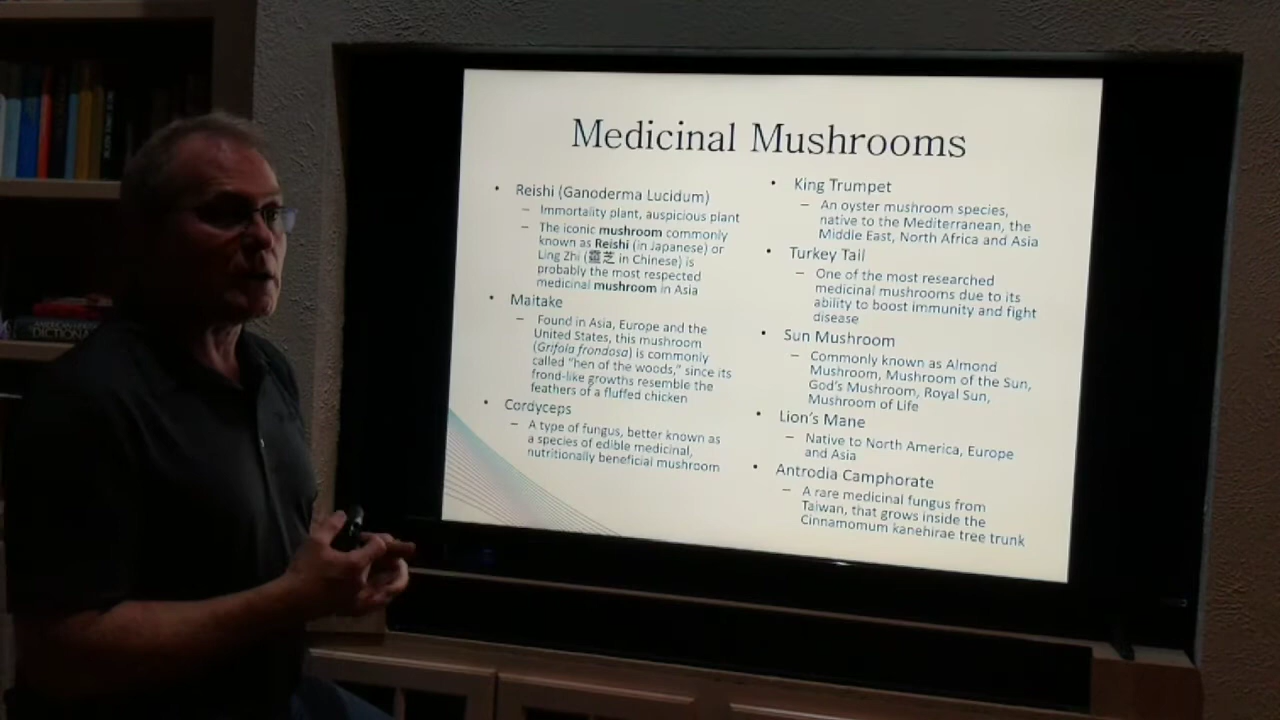 Medicinal Mushrooms
• Reishi (Ganoderma Lucidum)
– Immortality plant, auspicious plant
– The iconic mushroom commonly
known as Reishi (in Japanese) or
Ling Zhi (靈芝 in Chinese) is
probably the most respected
medicinal mushroom in Asia
• Maitake
– Found in Asia, Europe and the
United States, this mushroom
(Grifola frondosa) is commonly
called "hen of the woods," since its
frond-like growths resemble the
feathers of a fluffed chicken
• Cordyceps
– A type of fungus, better known as
a species of edible medicinal,
nutritionally beneficial mushroom
• King Trumpet
– An oyster mushroom species,
native to the Mediterranean, the
Middle East, North Africa and Asia
• Turkey Tail
– One of the most researched
medicinal mushrooms due to its
ability to boost immunity and fight
disease
• Sun Mushroom
– Commonly known as Almond
Mushroom, Mushroom of the Sun,
God's Mushroom, Royal Sun,
Mushroom of Life
• Lion's Mane
– Native to North America, Europe
and Asia
• Antrodia Camphorate
– A rare medicinal fungus from
Taiwan, that grows inside the
Cinnamomum kanehirae tree trunk